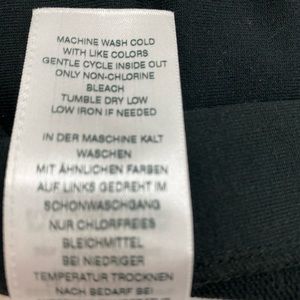 MACHINE WASH COLD
WITH LIKE COLORS
GENTLE CYCLE INSIDE OUT
ONLY NON-CHLORINE
BLEACH
TUMBLE DRY LOW
LOW IRON IF NEEDED
IN DER MASCHINE KALT
WASCHEN
MIT ÄHNLICHEN FARBEN
AUF LINKS GEDREHT IM
SCHONWASCHGANG
NUR CHLORFREIES
BLEICHMITTEL
BEI NIEDRIGER
TEMPERATUR TROCKNEN
NACH BEDARF BEI